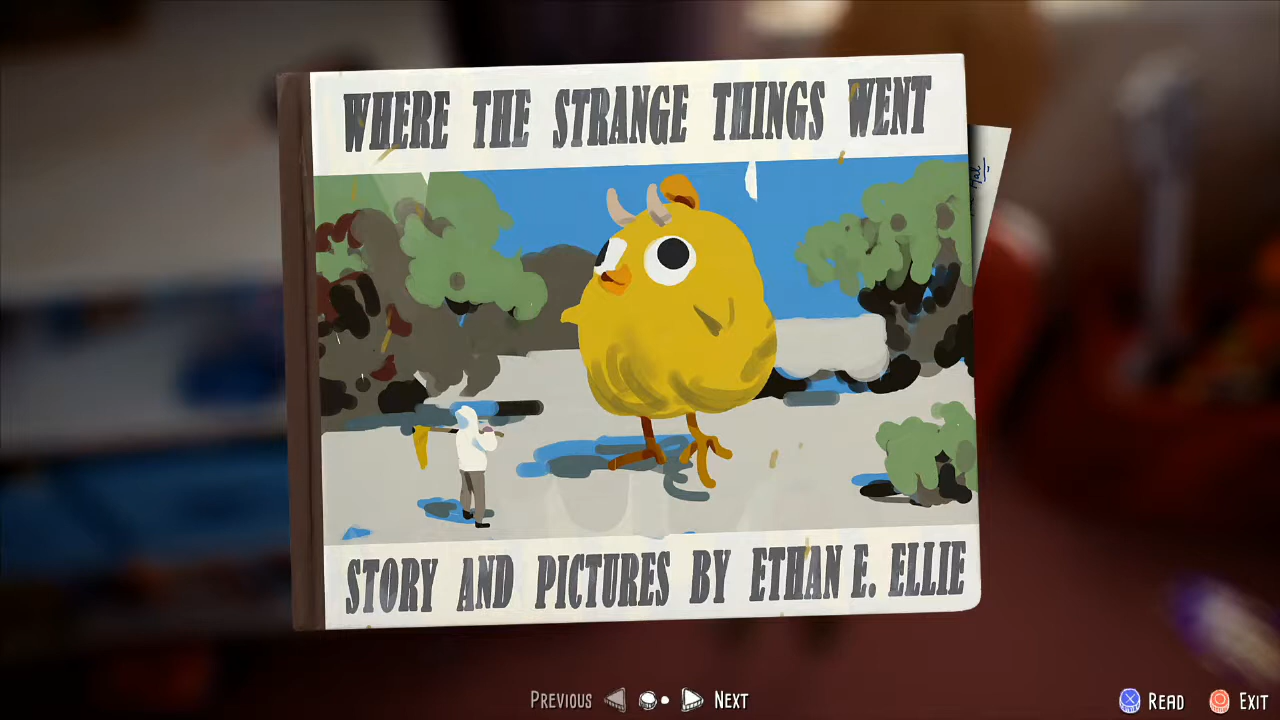 WHERE THE STRANGE THINGS WENT
STORY AND PICTURES BY ETHAN E. ELLIE
PREVIOUS NEXT READ EXIT